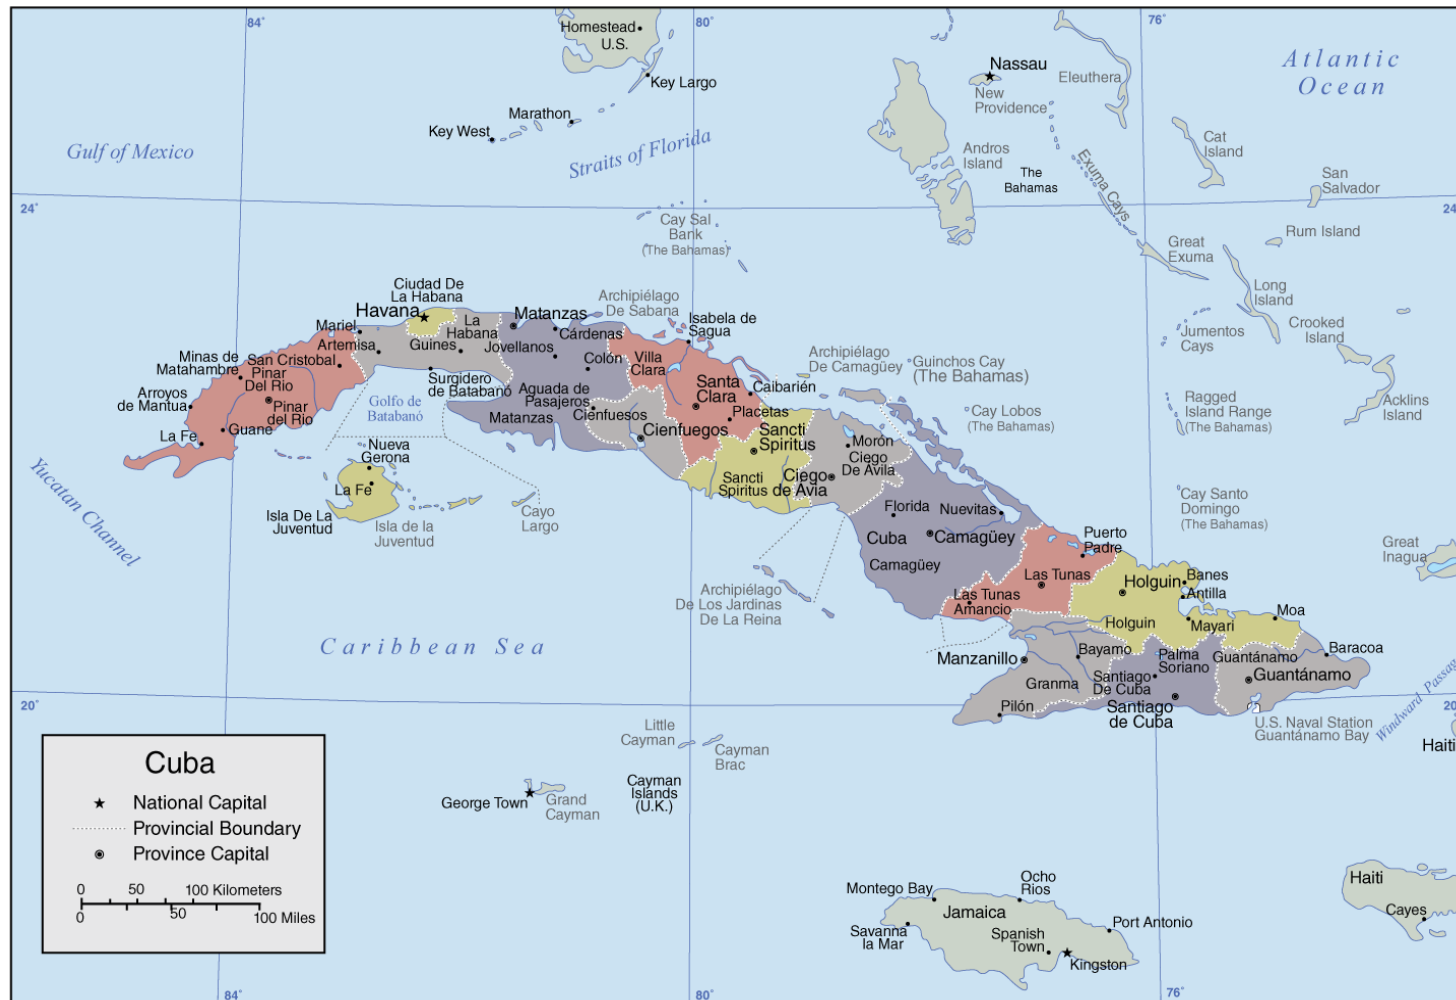 84°
80°
76°
Homestead
U.S.
Key Largo
Marathon
Key West
Nassau
New
Providence
Eleuthera
Atlantic
Ocean
Gulf of Mexico
Straits of Florida
Andros
Island
The
Bahamas
Exuma Cays
Cat
Island
San
Salvador
24°
24
Cay Sal
Bank
(The Bahamas)
Great
Exuma
Rum Island
Long
Island
Crooked
Island
Jumentos
Cays
Acklins
Island
Ragged
Island Range
(The Bahamas)
Ciudad De
La Habana
Havana
La
Habana
Matanzas
Archipiélago
De Sabana
Isabela de
Sagua
Mariel
Artemisa
Guines
Jovellanos
Cárdenas
Colón
Villa
Clara
Minas de
Matahambre
San Cristobal
Pinar
Del Rio
Pinar
del Rio
Arroyos
de Mantua
La Fe
Guane
Surgidero
de Batabanó
Golfo de
Batabanó
Aguada de
Pasajeros
Matanzas
Cienfuesos
Cienfuegos
Santa
Clara
Placetas
Caibarién
Archipiélago
De Camagüey
Guinchos Cay
(The Bahamas)
Cay Lobos
(The Bahamas)
Sancti
Spiritus
Sancti
Spiritus
Morón
Ciego
De Avila
Ciego
de Avia
Nueva
Gerona
La Fe
Isla De La
Juventud
Isla de la
Juventud
Cayo
Largo
Yucatan Channel
Florida
Nuevitas
Cuba
Camagüey
Camagüey
Cay Santo
Domingo
(The Bahamas)
Great
Inagua
Puerto
Padre
Las Tunas
Las Tunas
Amancio
Holguin
Banes
Antilla
Holguin
Mayari
Moa
Archipiélago
De Los Jardinas
De La Reina
Caribbean Sea
Manzanillo
Bayamo
Granma
Pilón
Palma
Soriano
Santiago
De Cuba
Santiago
de Cuba
Guantánamo
Guantánamo
Baracoa
U.S. Naval Station
Guantánamo Bay
Windward Passag
Haiti
20°
20
Little
Cayman
Cayman
Brac
Cayman
Islands
(U.K.)
George Town
Grand
Cayman
Cuba
National Capital
Provincial Boundary
Province Capital
0 50 100 Kilometers
0 50 100 Miles
Montego Bay
Ocho
Rios
Jamaica
Savanna
la Mar
Spanish
Town
Port Antonio
Kingston
Haiti
Cayes
84°
80°
76°